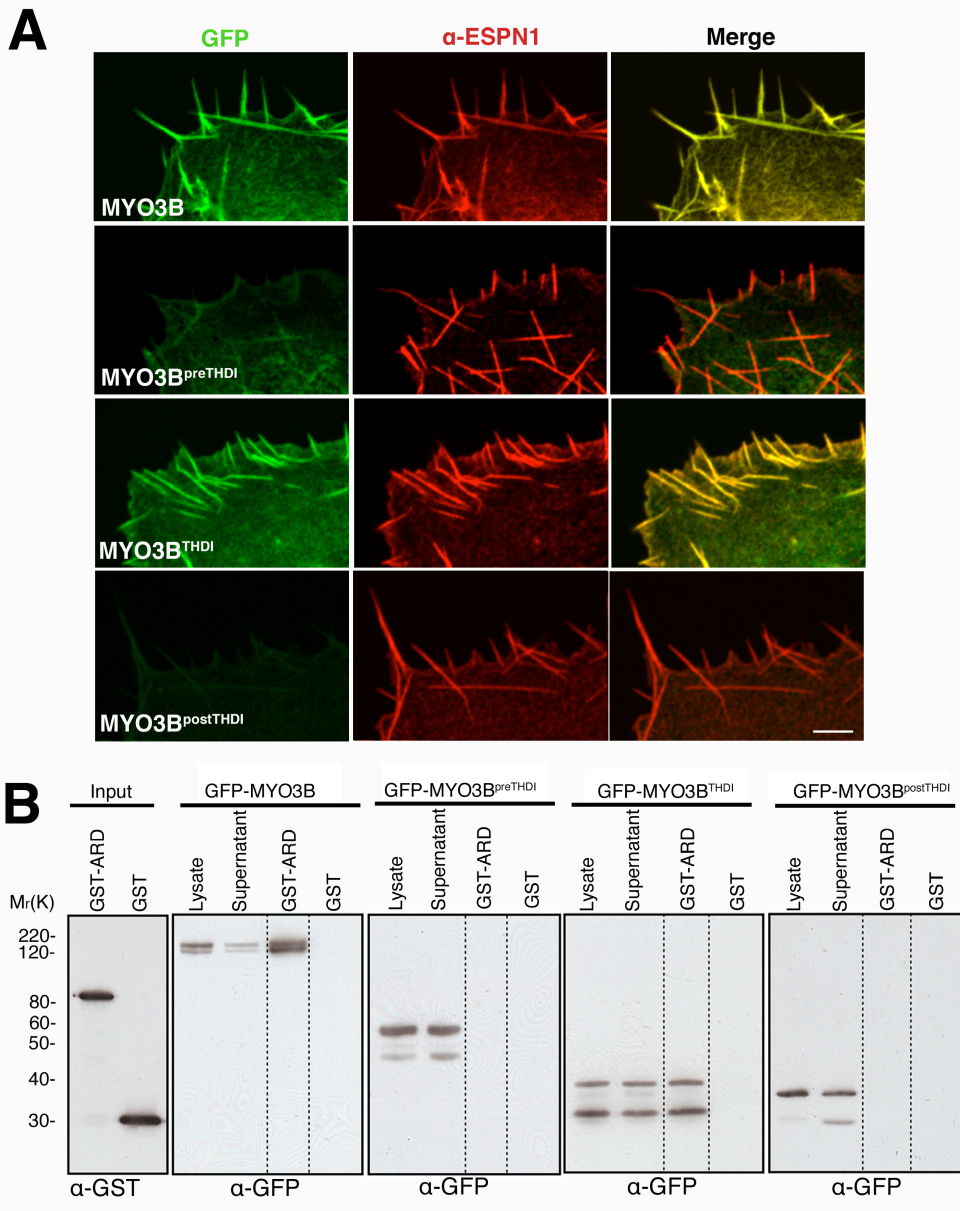 A
GFP α-ESPN1 Merge
MYO3B
MYO3BpreTHDI
MYO3BTHDI
MYO3BpostTHDI
B
Input GFP-MYO3B GFP-MYO3BpreTHDI GFP-MYO3BTHDI GFP-MYO3BpostTHDI
GST-ARD GST Lysate Supernatant GST-ARD GST Lysate Supernatant GST-ARD GST Lysate Supernatant GST-ARD GST Lysate Supernatant GST-ARD GST
Mr(K)
220-
120-
80-
60-
50-
40-
30-
α-GST α-GFP α-GFP α-GFP α-GFP